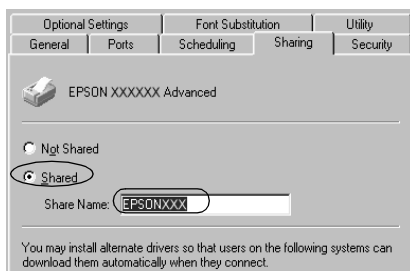 Optional Settings Font Substitution Utility
General Ports Scheduling Sharing Security
EPSON XXXXXX Advanced
Not Shared
Shared
Share Name: EPSONXXX
You may install alternate drivers so that users on the following systems can
download them automatically when they connect.